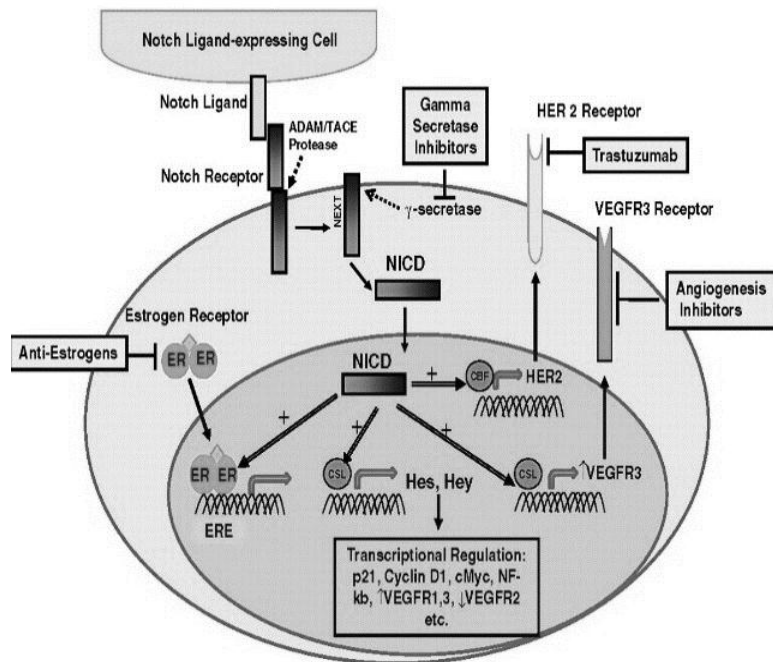 Notch Ligand-expressing Cell
Notch Ligand
ADAM/TACE
Protease
Notch Receptor
NEXT
γ-secretase
Gamma
Secretase
Inhibitors
HER 2 Receptor
Trastuzumab
VEGFR3 Receptor
Angiogenesis
Inhibitors
NICD
Estrogen Receptor
Anti-Estrogens
ER ER
NICD
+
CBF
HER2
+
+
+
ER ER
ERE
CSL
Hes, Hey
CSL
↑VEGFR3
Transcriptional Regulation:
p21, Cyclin D1, cMyc, NF-
kb, ↑VEGFR1,3, ↓VEGFR2
etc.